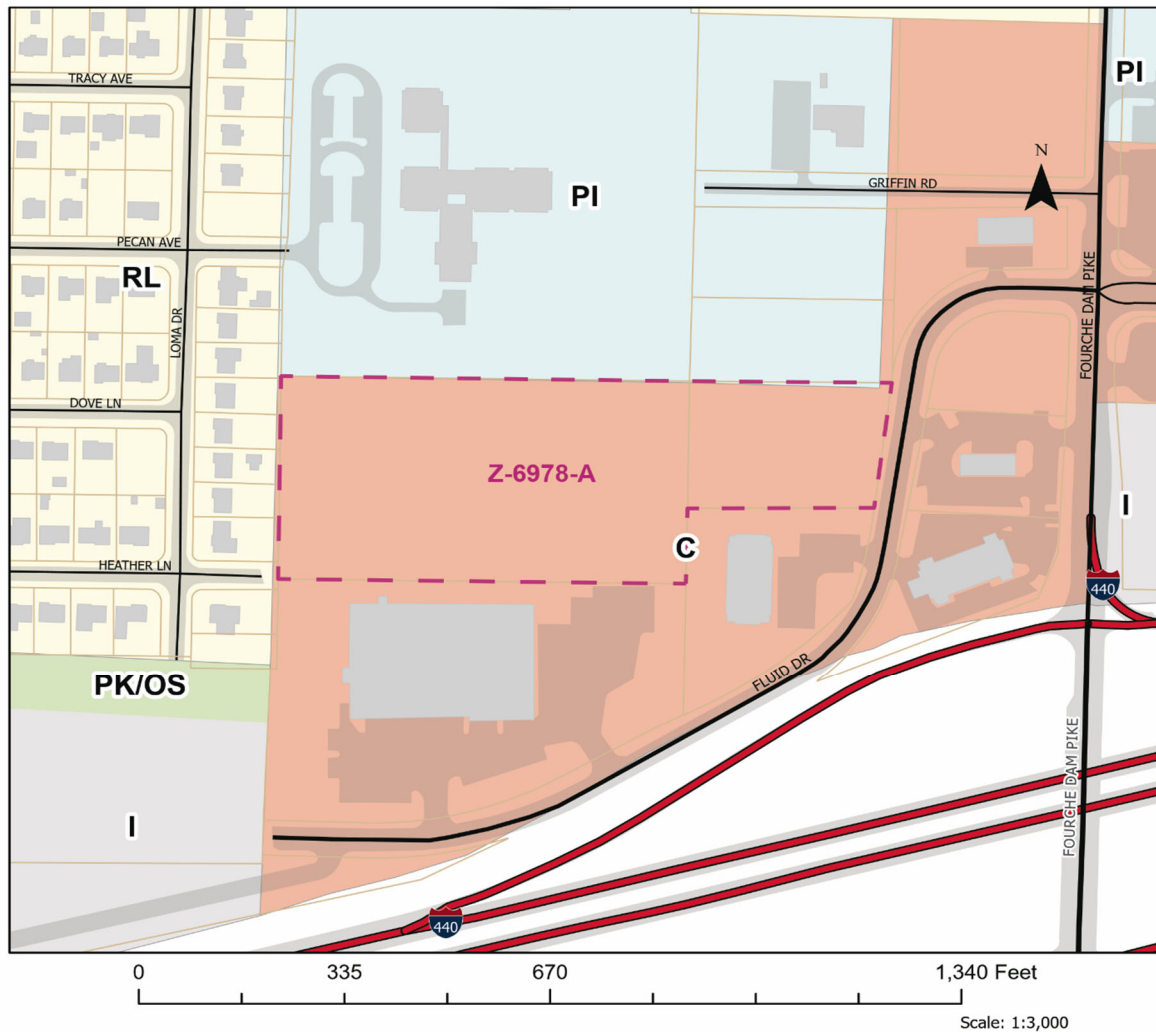 PI
TRACY AVE
N
PI
GRIFFIN RD
PECAN AVE
RL
LOMA DR
FOURCHE DAM PIKE
DOVE LN
Z-6978-A
I
C
HEATHER LN
440
FLUID DR
PK/OS
FOURCHE DAM PIKE
I
440
0 335 670 1,340 Feet
Scale: 1:3,000